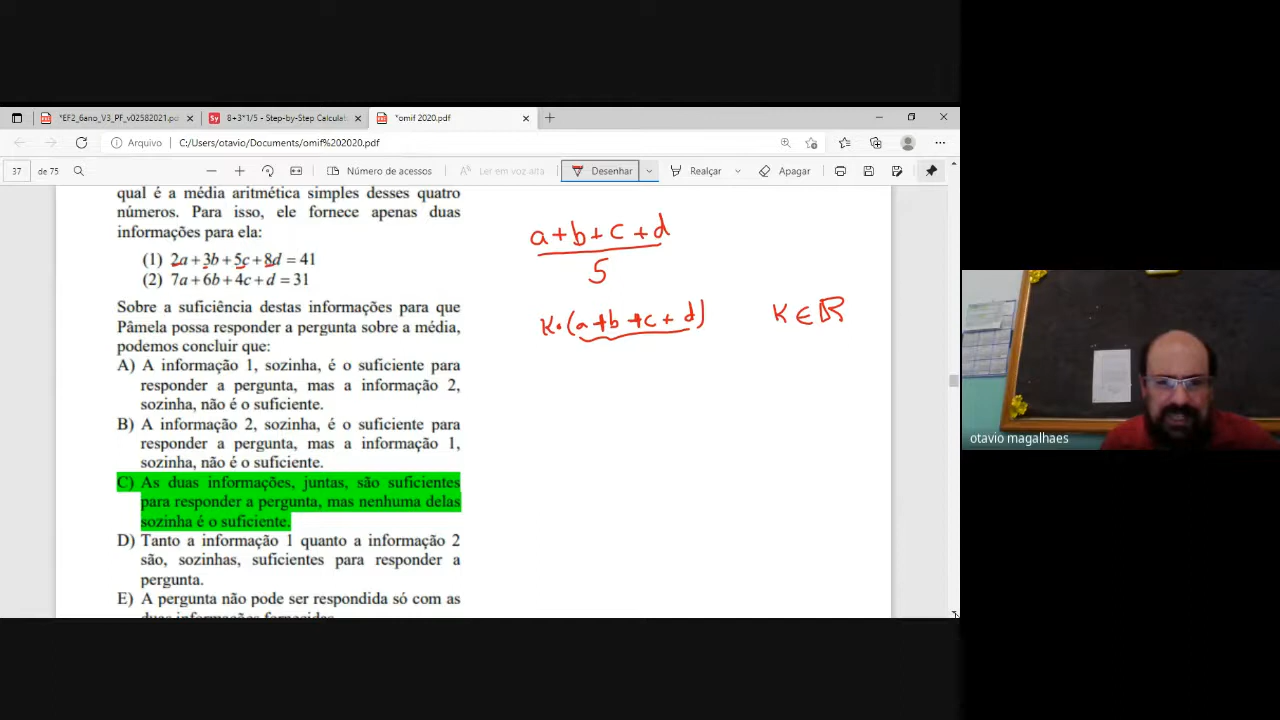 *EF2_6ano_V3_PF_v02582021.pd
8+3*1/5 - Step-by-Step Calculat
*omif 2020.pdf
Arquivo
C:/Users/otavio/Documents/omif%202020.pdf
37
de 75
Número de acessos
Ler em voz alta
Desenhar
Realçar
Apagar
qual é a média aritmética simples desses quatro
números. Para isso, ele fornece apenas duas
informações para ela:
(1) 2a + 3b + 5c + 8d = 41
(2) 7a + 6b + 4c + d = 31
Sobre a suficiência destas informações para que
Pâmela possa responder a pergunta sobre a média,
podemos concluir que:
A) A informação 1, sozinha, é o suficiente para
responder a pergunta, mas a informação 2,
sozinha, não é o suficiente.
B) A informação 2, sozinha, é o suficiente para
responder a pergunta, mas a informação 1,
sozinha, não é o suficiente.
C) As duas informações, juntas, são suficientes
para responder a pergunta, mas nenhuma delas
sozinha é o suficiente.
D) Tanto a informação 1 quanto a informação 2
são, sozinhas, suficientes para responder a
pergunta.
E) A pergunta não pode ser respondida só com as
duas informações fornecidas.
a+b+c+d
5
K•(a+b+c+d)
K∈ℝ
otavio magalhaes